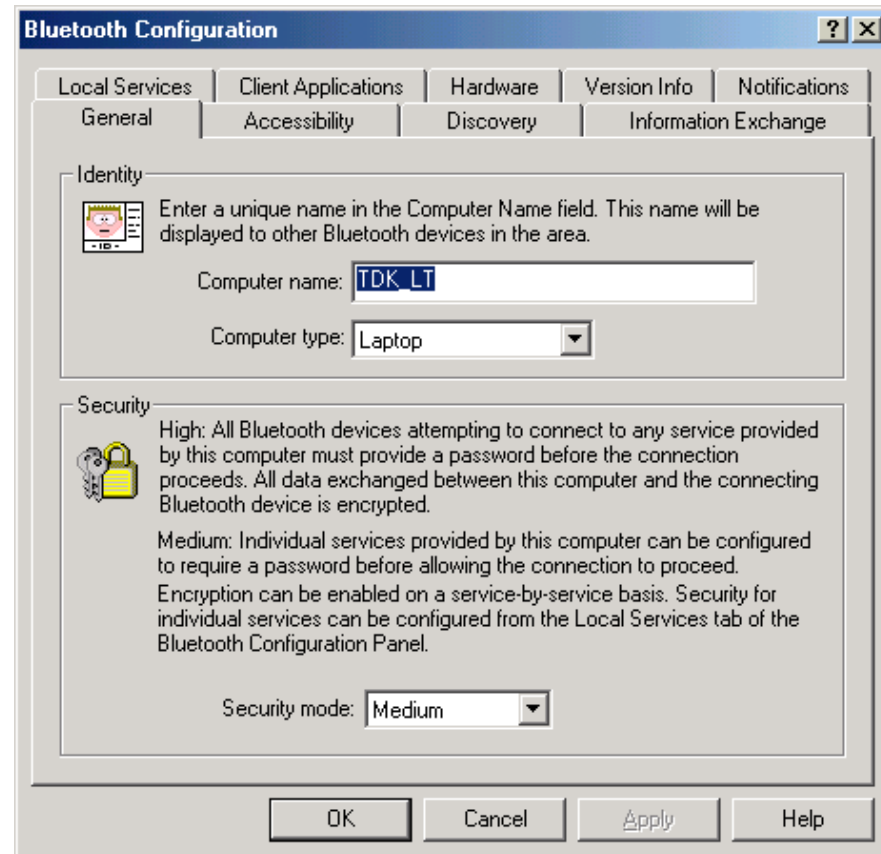 Bluetooth Configuration
Local Services Client Applications Hardware Version Info Notifications
General Accessibility Discovery Information Exchange
Identity
Enter a unique name in the Computer Name field. This name will be
displayed to other Bluetooth devices in the area.
- ID -
Computer name: TDK_LT
Computer type: Laptop
Security
High: All Bluetooth devices attempting to connect to any service provided
by this computer must provide a password before the connection
proceeds. All data exchanged between this computer and the connecting
Bluetooth device is encrypted.
Medium: Individual services provided by this computer can be configured
to require a password before allowing the connection to proceed.
Encryption can be enabled on a service-by-service basis. Security for
individual services can be configured from the Local Services tab of the
Bluetooth Configuration Panel.
Security mode: Medium
OK Cancel Apply Help